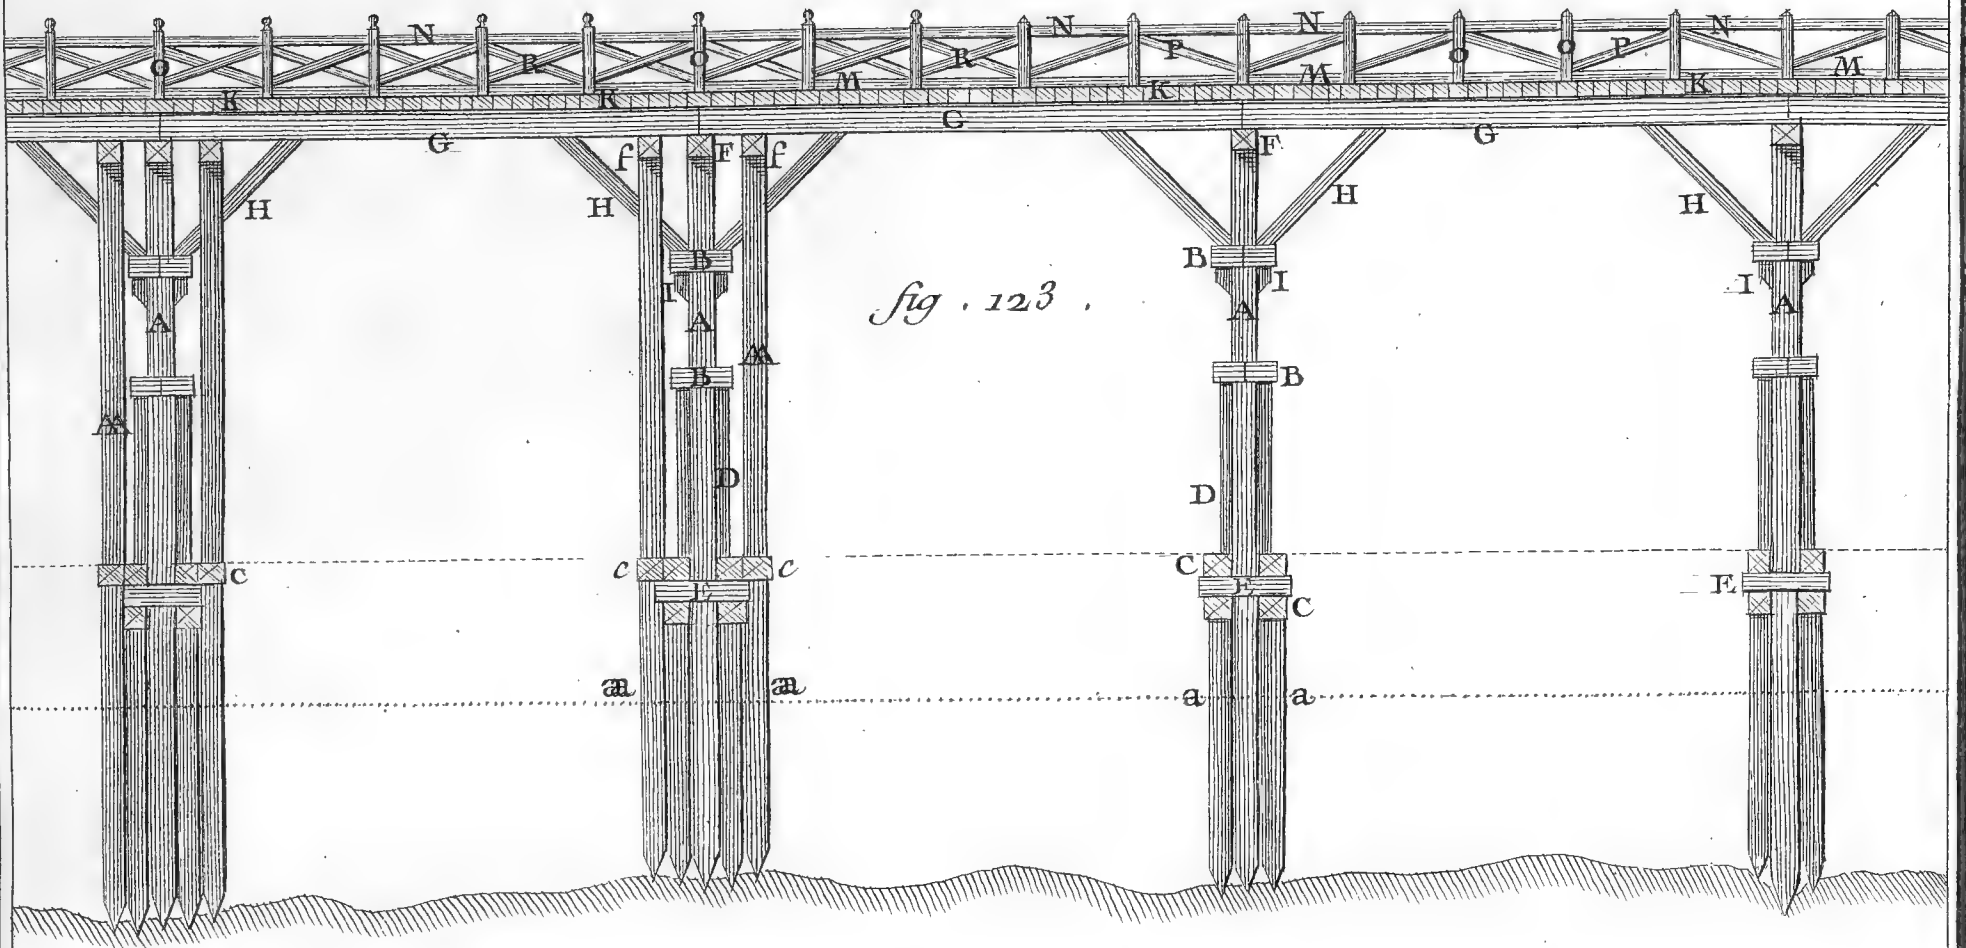 N N N N
O R O R P O O P
M M M
K K K K
G G G G
f F f F
H H H H
B B
I I I
A A A A
fig . 123 .
B B
AA AA
D D
c c c C
E E E
C
aa aa a a